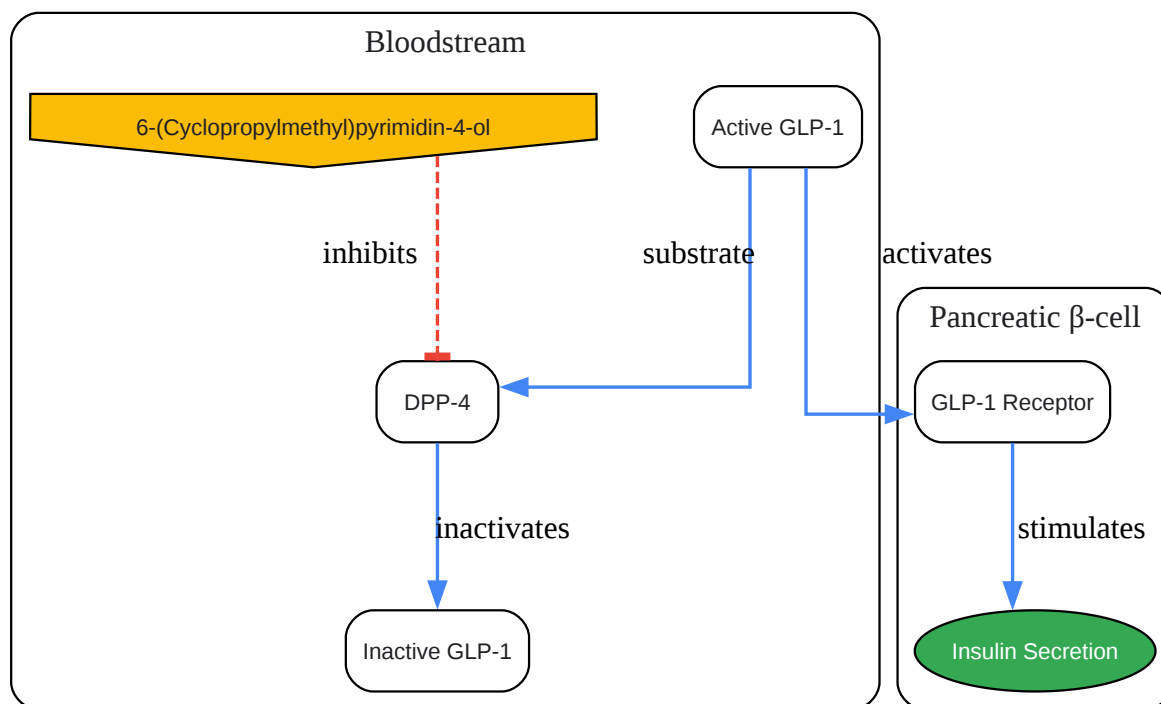 Bloodstream
6-(Cyclopropylmethyl)pyrimidin-4-ol
Active GLP-1
inhibits
substrate
activates
Pancreatic β-cell
DPP-4
GLP-1 Receptor
inactivates
stimulates
Inactive GLP-1
Insulin Secretion